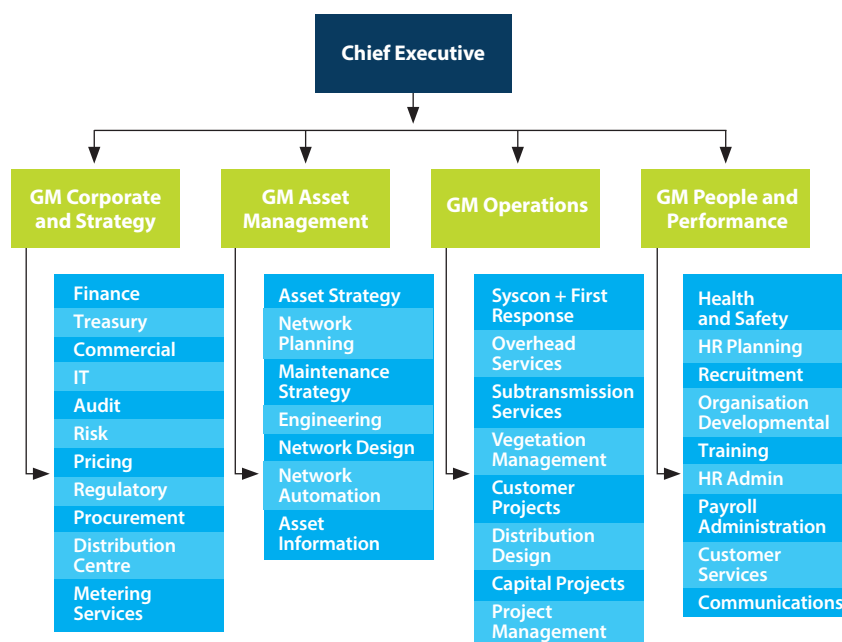 Chief Executive
GM Corporate
and Strategy
GM Asset
Management
GM Operations
GM People and
Performance
Finance
Treasury
Commercial
IT
Audit
Risk
Pricing
Regulatory
Procurement
Distribution
Centre
Metering
Services
Asset Strategy
Network
Planning
Maintenance
Strategy
Engineering
Network Design
Network
Automation
Asset
Information
Syscon + First
Response
Overhead
Services
Subtransmission
Services
Vegetation
Management
Customer
Projects
Distribution
Design
Capital Projects
Project
Management
Health
and Safety
HR Planning
Recruitment
Organisation
Developmental
Training
HR Admin
Payroll
Administration
Customer
Services
Communications